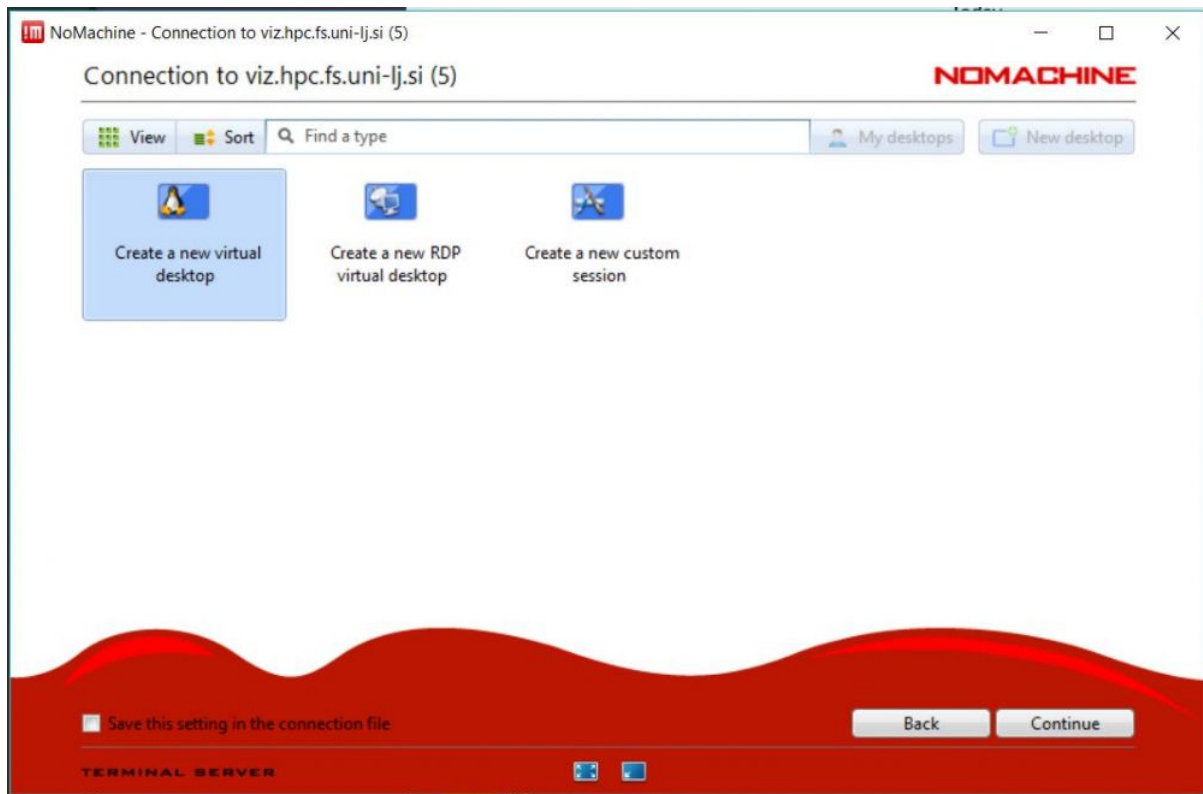 NoMachine - Connection to viz.hpc.fs.uni-lj.si (5)
Connection to viz.hpc.fs.uni-lj.si (5)
NOMACHINE
View
Sort
Find a type
My desktops
New desktop
Create a new virtual
desktop
Create a new RDP
virtual desktop
Create a new custom
session
Save this setting in the connection file
Back
Continue
TERMINAL SERVER